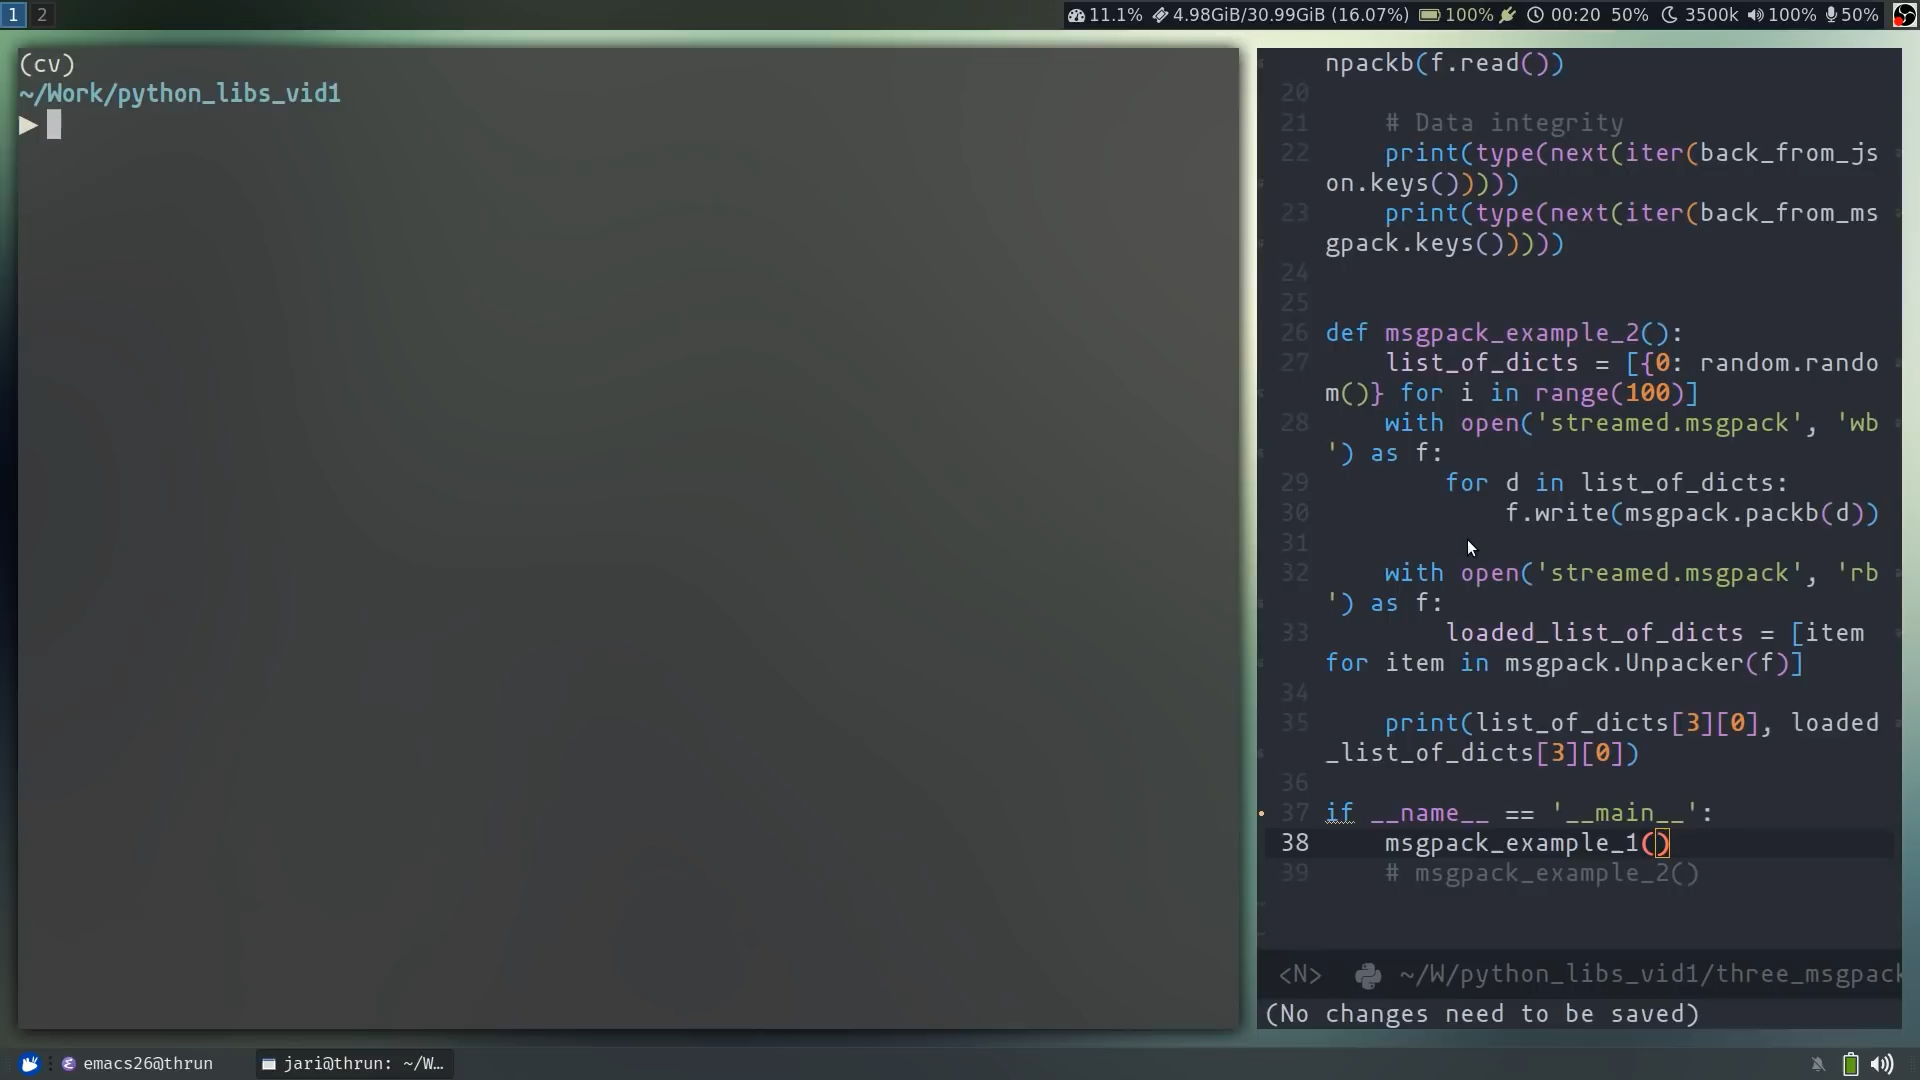 1 2
11.1% 4.98GiB/30.99GiB (16.07%) 100% 00:20 50% 3500k 100% 50%
(cv)
~/Work/python_libs_vid1
npackb(f.read())
20
21 # Data integrity
22 print(type(next(iter(back_from_js
on.keys()))))
23 print(type(next(iter(back_from_ms
gpack.keys()))))
24
25
26 def msgpack_example_2():
27 list_of_dicts = [{0: random.rando
m()} for i in range(100)]
28 with open('streamed.msgpack', 'wb
') as f:
29 for d in list_of_dicts:
30 f.write(msgpack.packb(d))
31
32 with open('streamed.msgpack', 'rb
') as f:
33 loaded_list_of_dicts = [item
for item in msgpack.Unpacker(f)]
34
35 print(list_of_dicts[3][0], loaded
_list_of_dicts[3][0])
36
37 if __name__ == '__main__':
38 msgpack_example_1()
39 # msgpack_example_2()
<N> ~/W/python_libs_vid1/three_msgpack
(No changes need to be saved)
emacs26@thrun jari@thrun: ~/W...